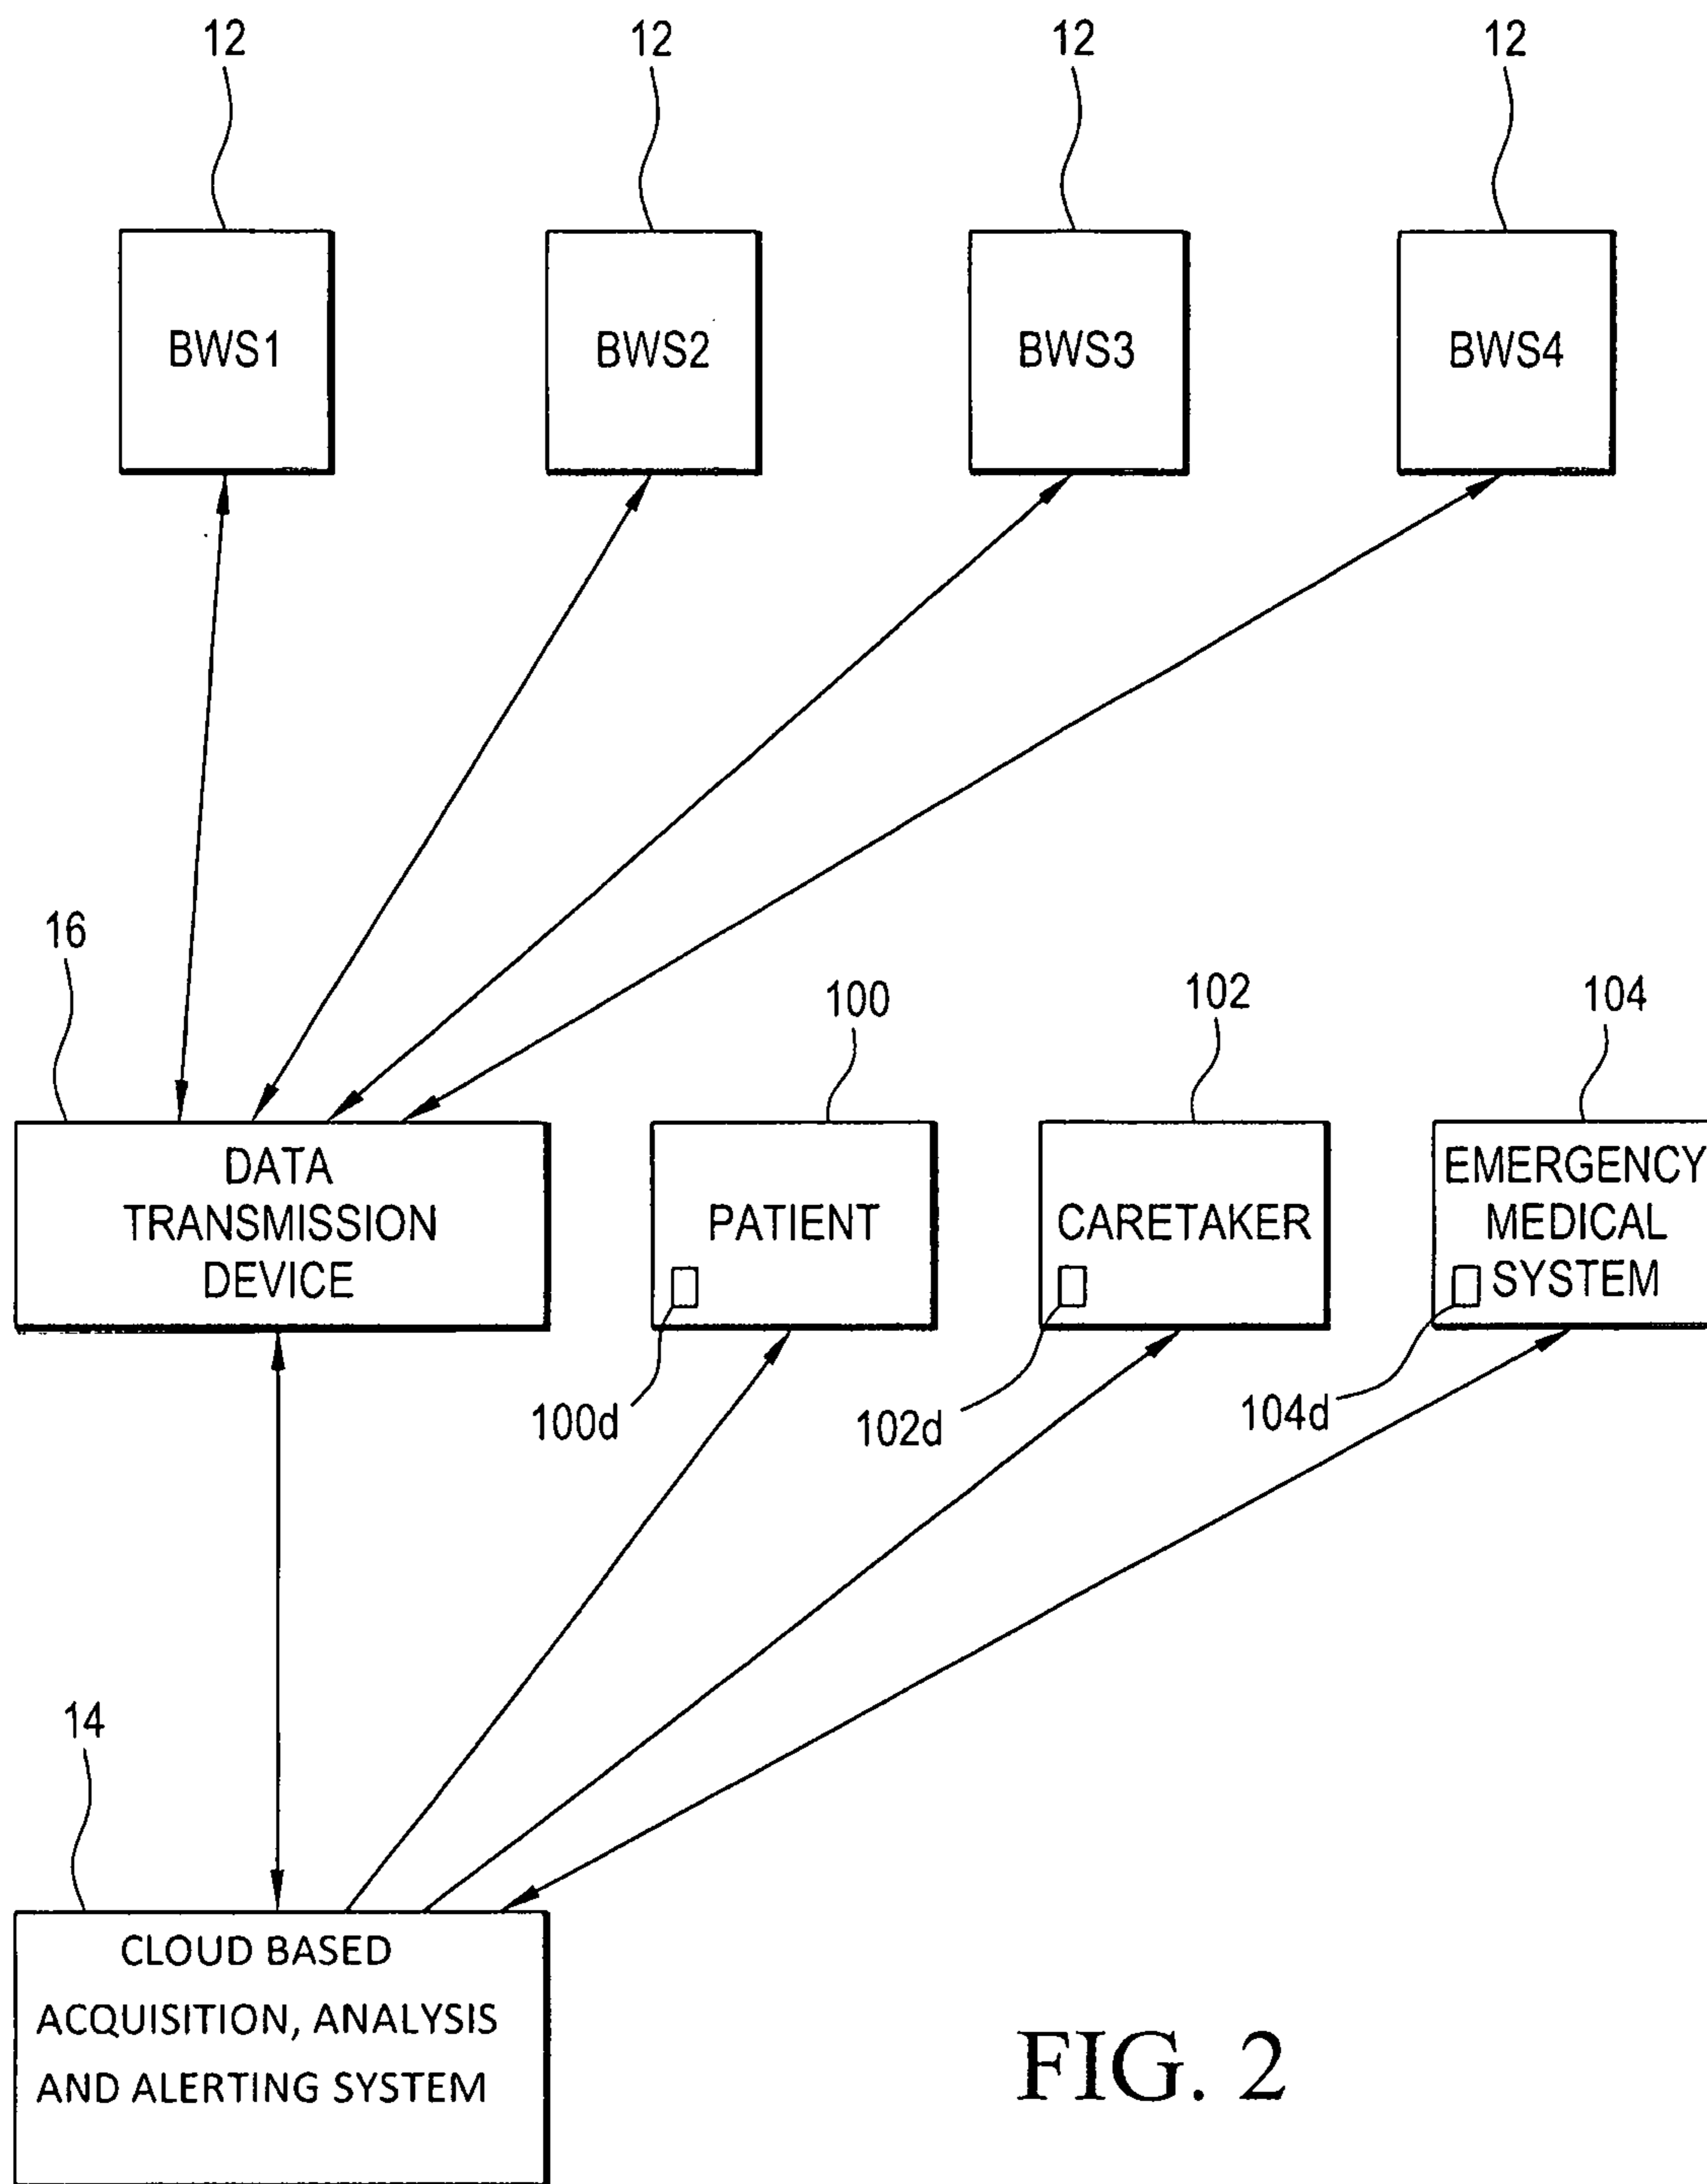 12
12
12
12
BWS1
BWS2
BWS3
BWS4
16
100
102
104
DATA
TRANSMISSION
DEVICE
PATIENT
CARETAKER
EMERGENCY
MEDICAL
SYSTEM
100d
102d
104d
14
CLOUD BASED
ACQUISITION, ANALYSIS
AND ALERTING SYSTEM
FIG. 2